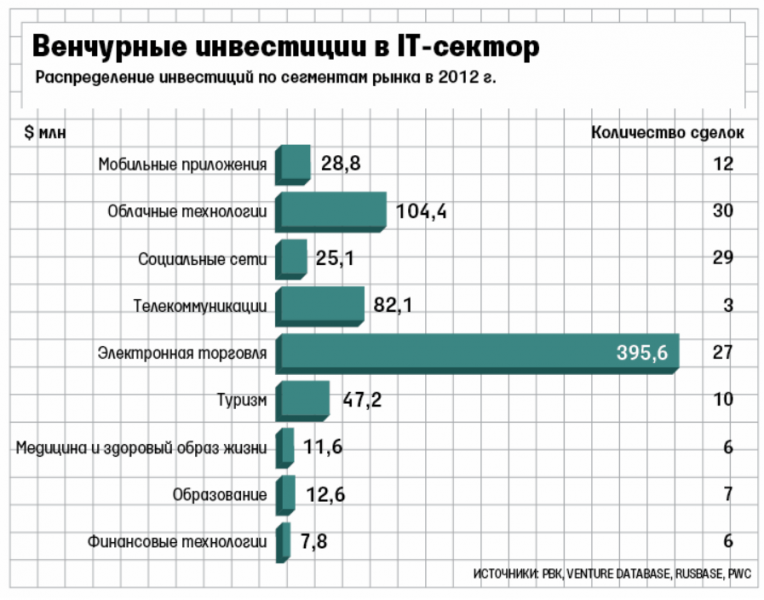 Венчурные инвестиции в IT-сектор
Распределение инвестиций по сегментам рынка в 2012 г.
$ млн Количество сделок
Мобильные приложения 28,8 12
Облачные технологии 104,4 30
Социальные сети 25,1 29
Телекоммуникации 82,1 3
Электронная торговля 395,6 27
Туризм 47,2 10
Медицина и здоровый образ жизни 11,6 6
Образование 12,6 7
Финансовые технологии 7,8 6
ИСТОЧНИКИ: РВК, VENTURE DATABASE, RUSBASE, PWC